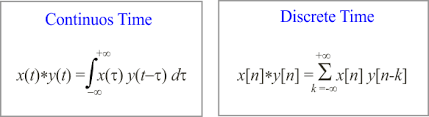 Continuos Time
x(t)*y(t) =∫_{-∞}^{+∞} x(τ) y(t-τ) dτ
Discrete Time
x[n]*y[n] = ∑_{k=-∞}^{+∞} x[n] y[n-k]